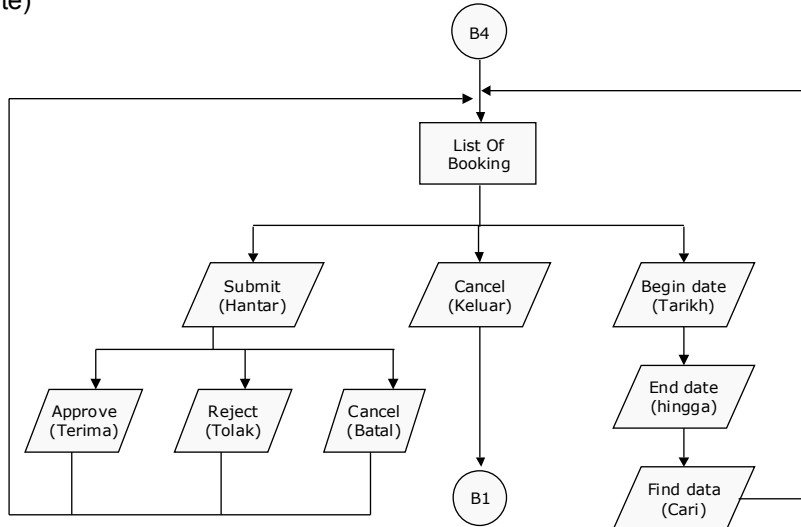 te)
B4
List Of
Booking
Submit
(Hantar)
Cancel
(Keluar)
Begin date
(Tarikh)
Approve
(Terima)
Reject
(Tolak)
Cancel
(Batal)
End date
(hingga)
B1
Find data
(Cari)